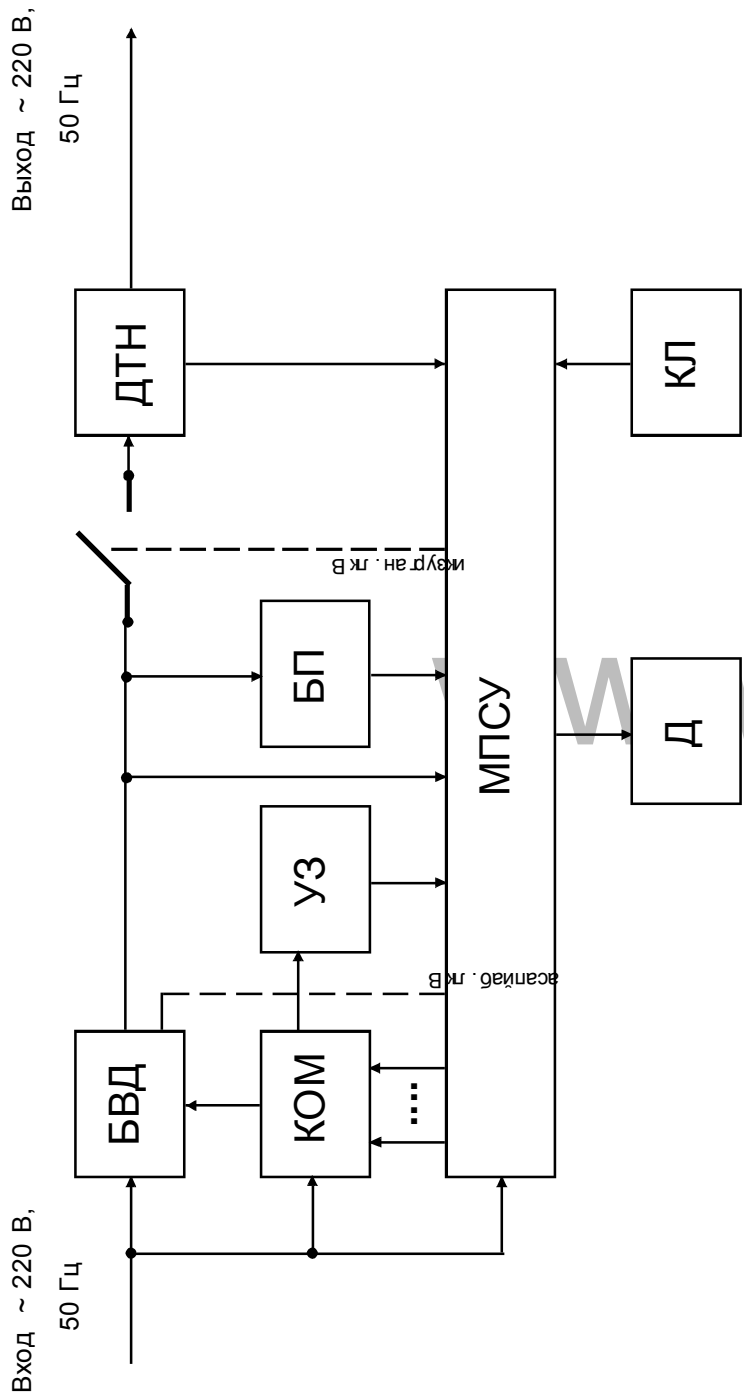 Вход ~ 220 В,
50 Гц
БВД
КОМ
....
Вкл. байпаса
УЗ
БП
МПСУ
Вкл. нагрузки
ДТН
КЛ
Д
Выход ~ 220 В,
50 Гц